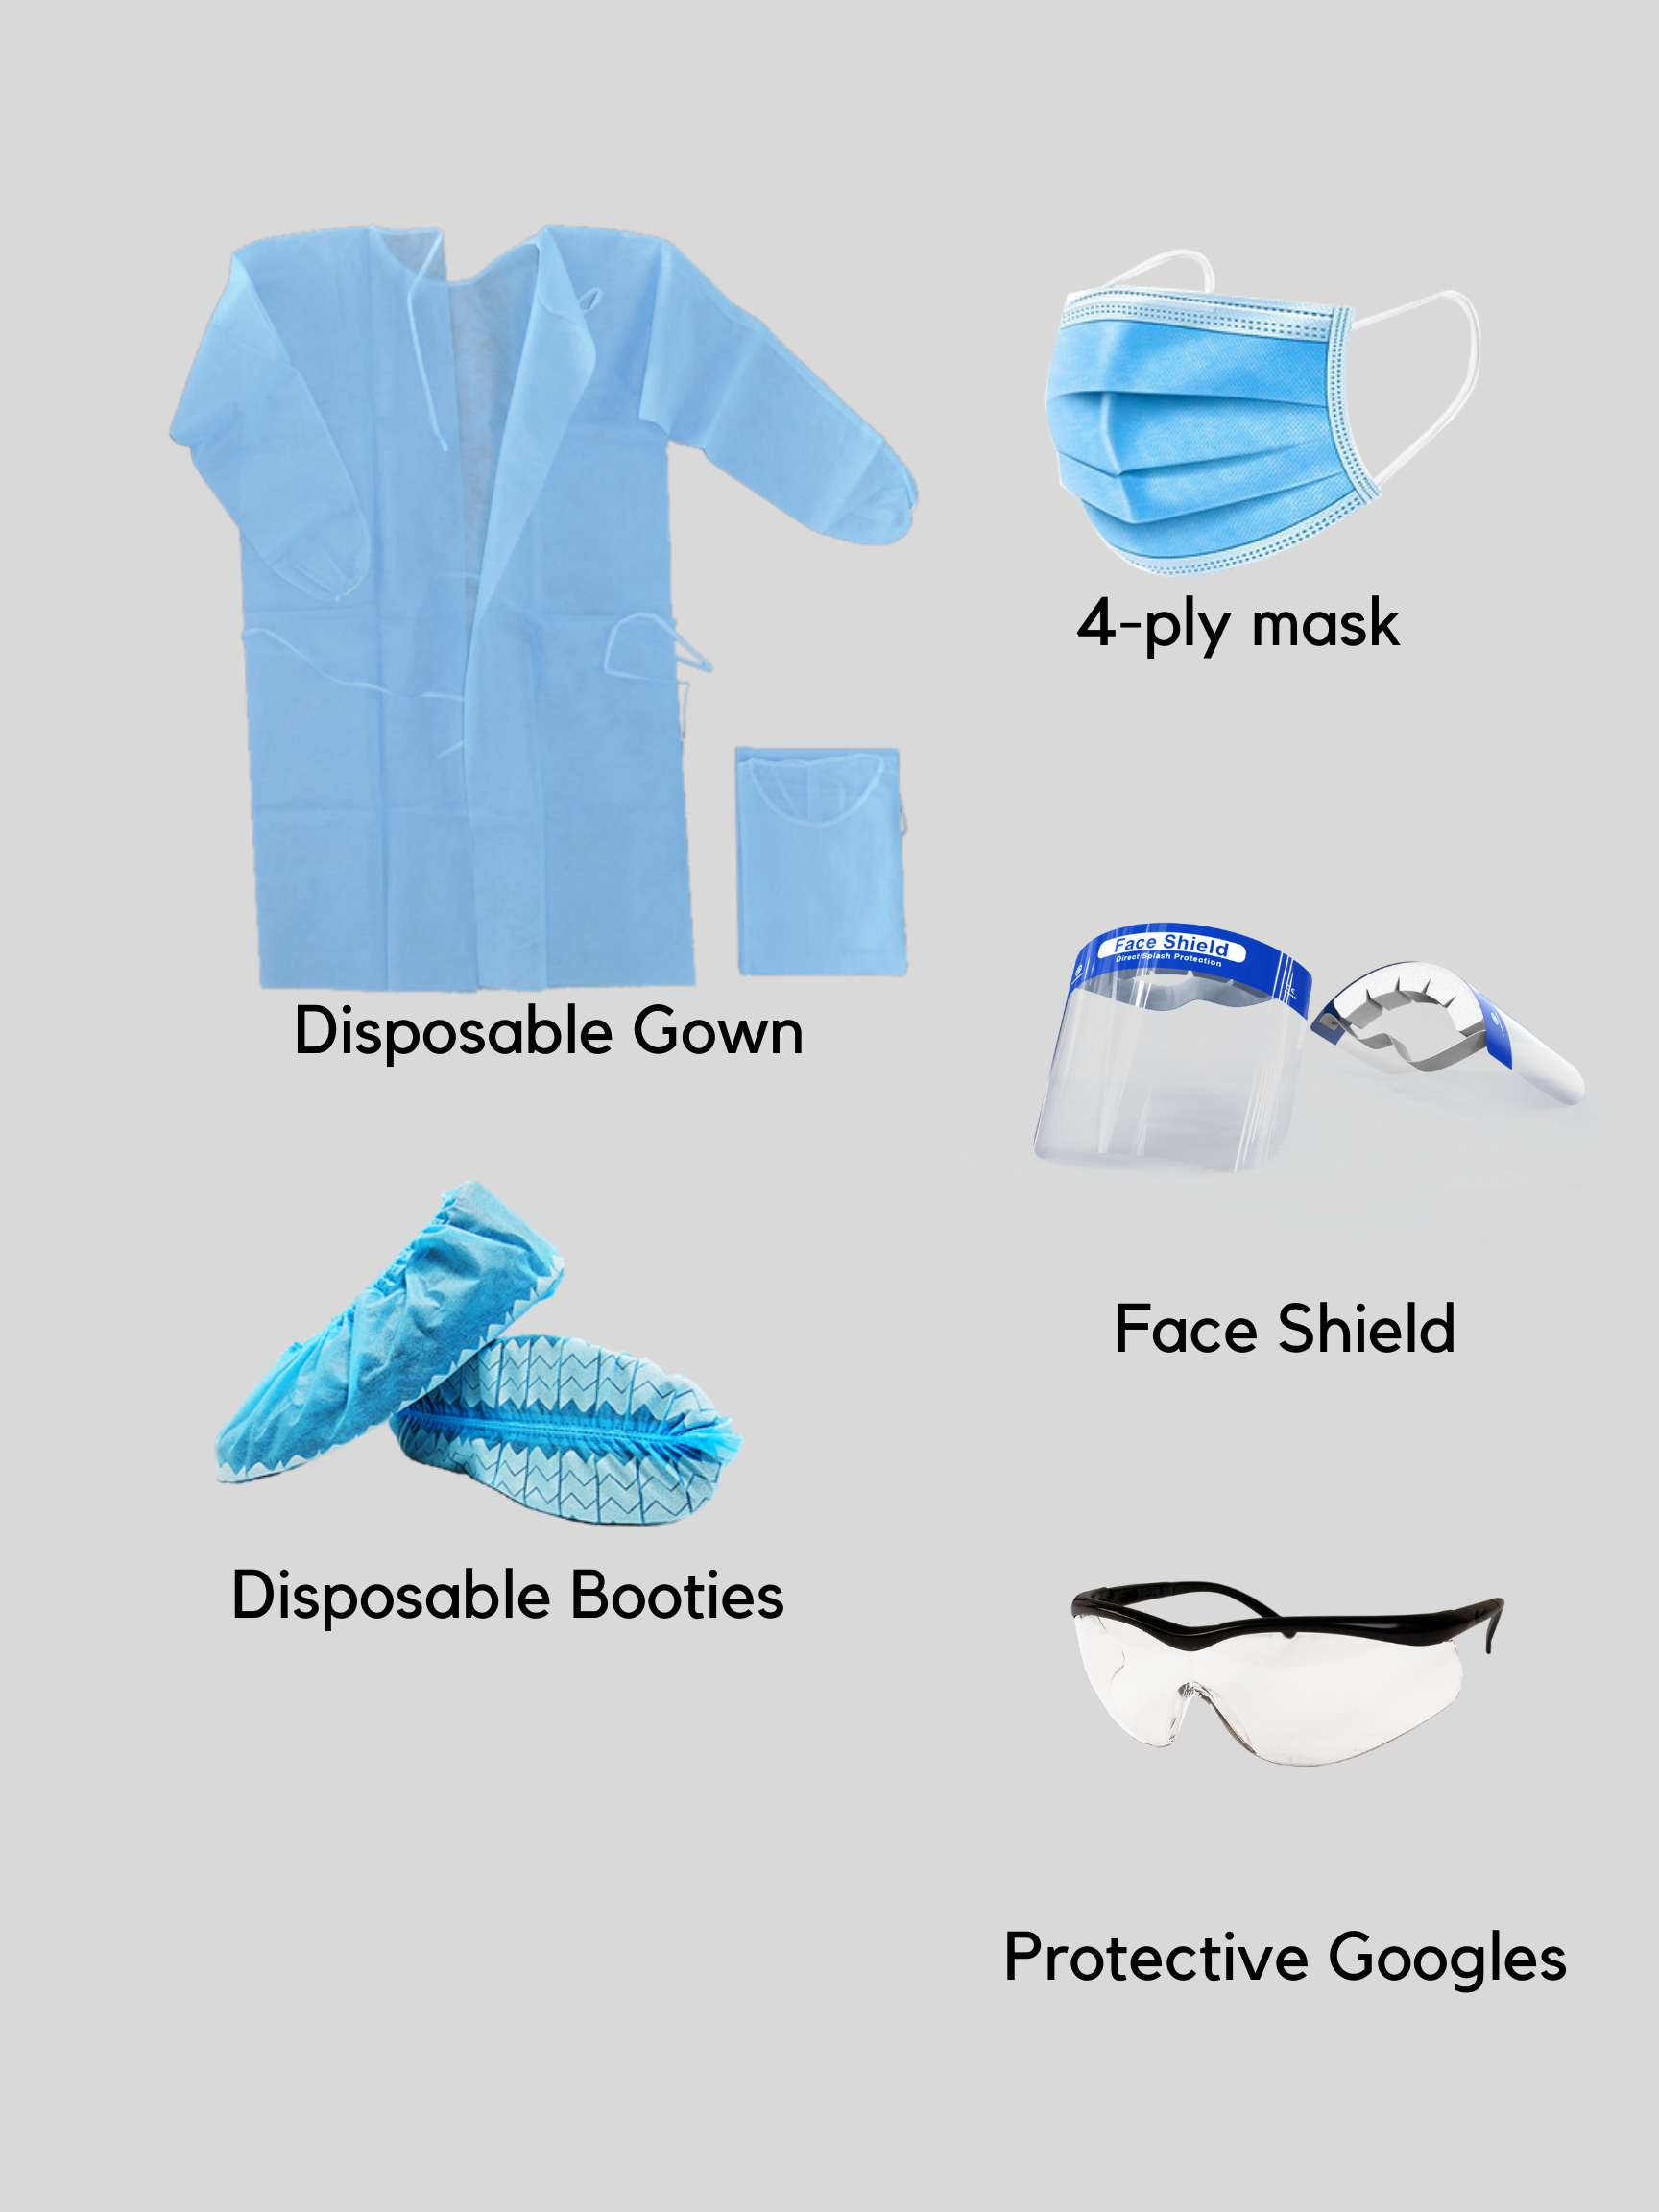 4-ply mask
Disposable Gown
Face Shield
Direct Splash Protection
Face Shield
Disposable Booties
Protective Googles